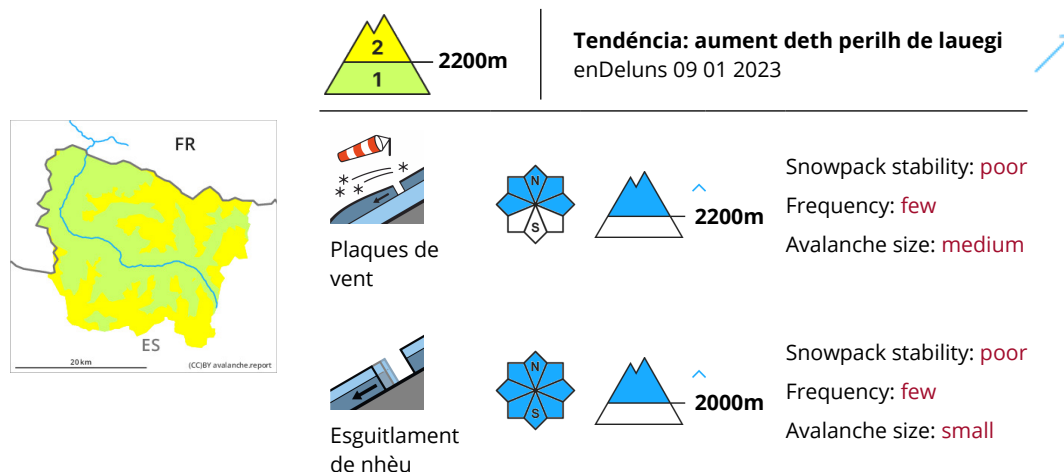 2
1
2200m
Tendéncia: aument deth perilh de lauegi
enDeluns 09 01 2023
FR
ES
20 km
(CC)BY avalanche.report
Plaques de
vent
N
S
2200m
Snowpack stability: poor
Frequency: few
Avalanche size: medium
Esguitlament
de nhèu
N
S
2000m
Snowpack stability: poor
Frequency: few
Avalanche size: small